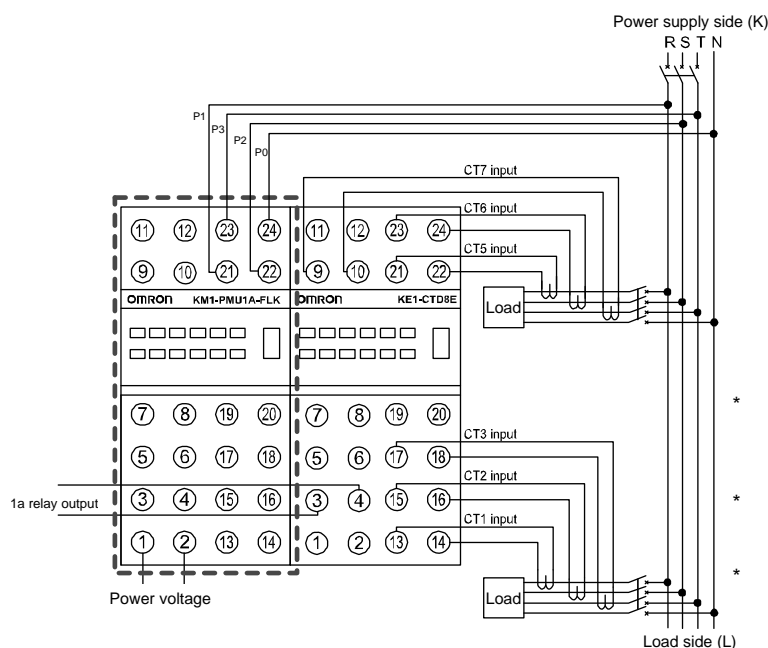 Power supply side (K)
R S T N
P1
P3
P2
P0
CT7 input
CT6 input
CT5 input
11 12 23 24 11 12 23 24
9 10 21 22 9 10 21 22
OMRON KM1-PMU1A-FLK OMRON KE1-CTD8E
Load
7 8 19 20 7 8 19 20
*
CT3 input
5 6 17 18 5 6 17 18
CT2 input
1a relay output
3 4 15 16 3 4 15 16
*
CT1 input
1 2 13 14 1 2 13 14
*
Power voltage
Load
Load side (L)